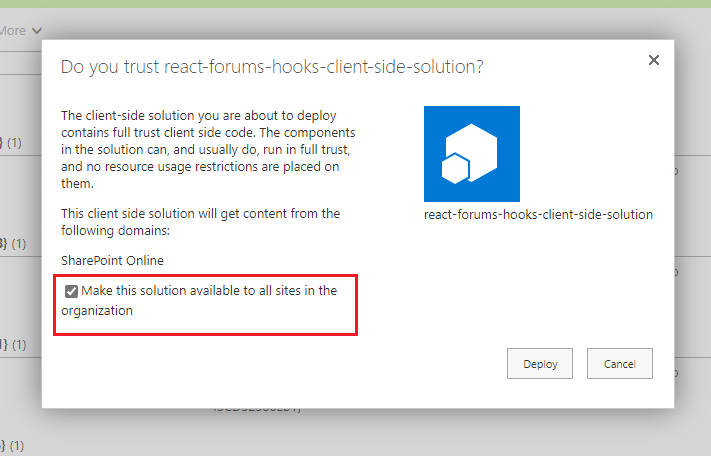 More
Do you trust react-forums-hooks-client-side-solution?
The client-side solution you are about to deploy
contains full trust client side code. The components
in the solution can, and usually do, run in full trust,
and no resource usage restrictions are placed on
them.
react-forums-hooks-client-side-solution
This client side solution will get content from the
following domains:
SharePoint Online
Make this solution available to all sites in the
organization
Deploy
Cancel
} (1)
} (1)
} (1)
} (1)